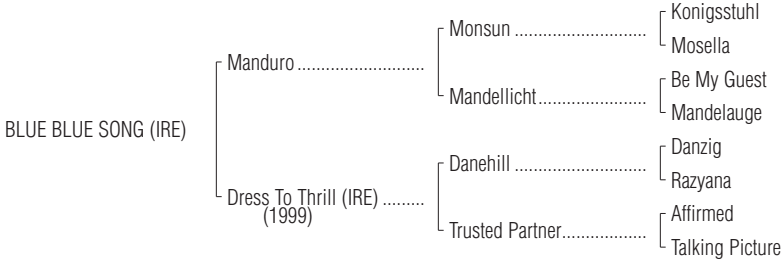 Konigsstuhl
Monsun ............................
Mosella
Manduro ...........................
Be My Guest
Mandellicht.......................
Mandelauge
BLUE BLUE SONG (IRE)
Danzig
Danehill ............................
Razyana
Dress To Thrill (IRE) .........
(1999)
Affirmed
Trusted Partner..................
Talking Picture